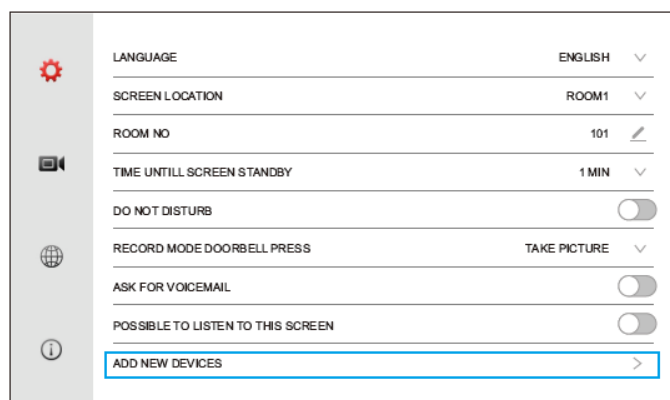 LANGUAGE ENGLISH
SCREEN LOCATION ROOM1
ROOM NO 101
TIME UNTILL SCREEN STANDBY 1 MIN
DO NOT DISTURB
RECORD MODE DOORBELL PRESS TAKE PICTURE
ASK FOR VOICEMAIL
POSSIBLE TO LISTEN TO THIS SCREEN
ADD NEW DEVICES